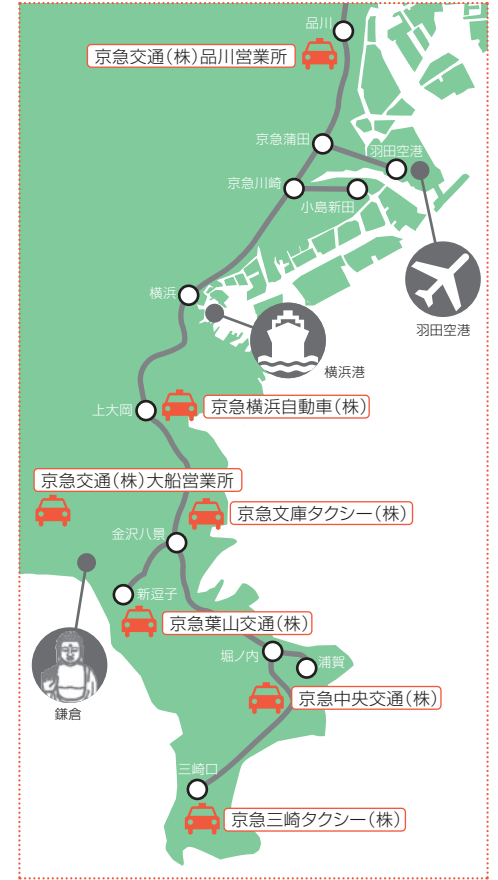 品川
京急交通(株)品川営業所
京急蒲田
羽田空港
京急川崎
小島新田
横浜
羽田空港
横浜港
上大岡
京急横浜自動車(株)
京急交通(株)大船営業所
京急文庫タクシー(株)
金沢八景
新逗子
京急葉山交通(株)
堀ノ内
浦賀
京急中央交通(株)
鎌倉
三崎口
京急三崎タクシー(株)